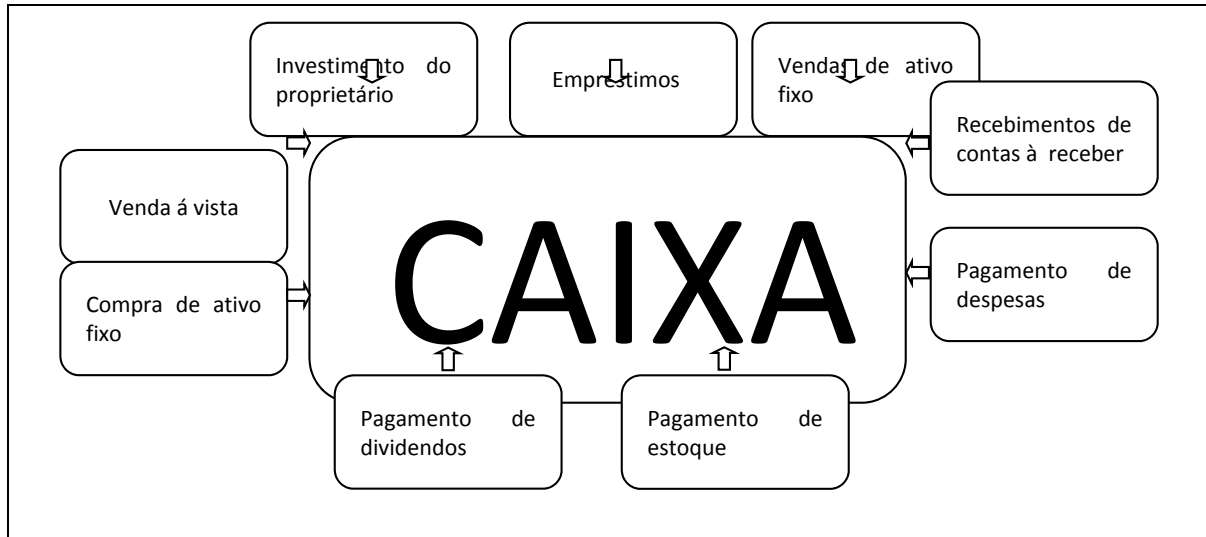 Investimento do
proprietário
Empréstimos
Vendas de ativo
fixo
Recebimentos de
contas à receber
Venda á vista
CAIXA
Compra de ativo
fixo
Pagamento de
despesas
Pagamento de
dividendos
Pagamento de
estoque